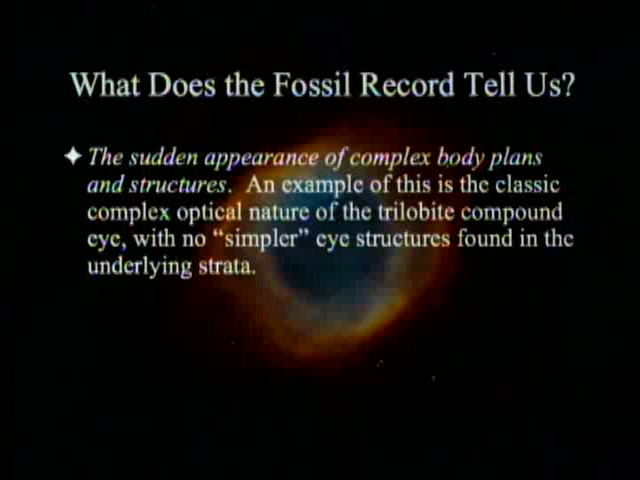 What Does the Fossil Record Tell Us?
The sudden appearance of complex body plans
and structures. An example of this is the classic
complex optical nature of the trilobite compound
eye, with no “simpler” eye structures found in the
underlying strata.